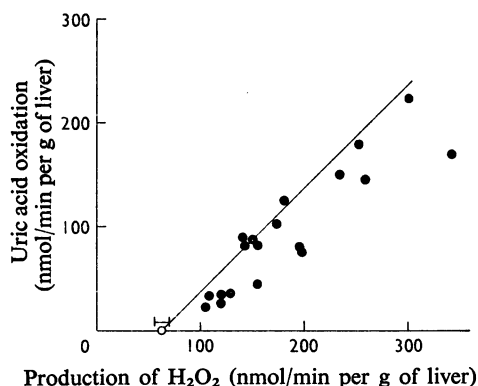 300
200
100
0
100
200
300
Uric acid oxidation
(nmol/min per g of liver)
Production of H₂O₂ (nmol/min per g of liver)